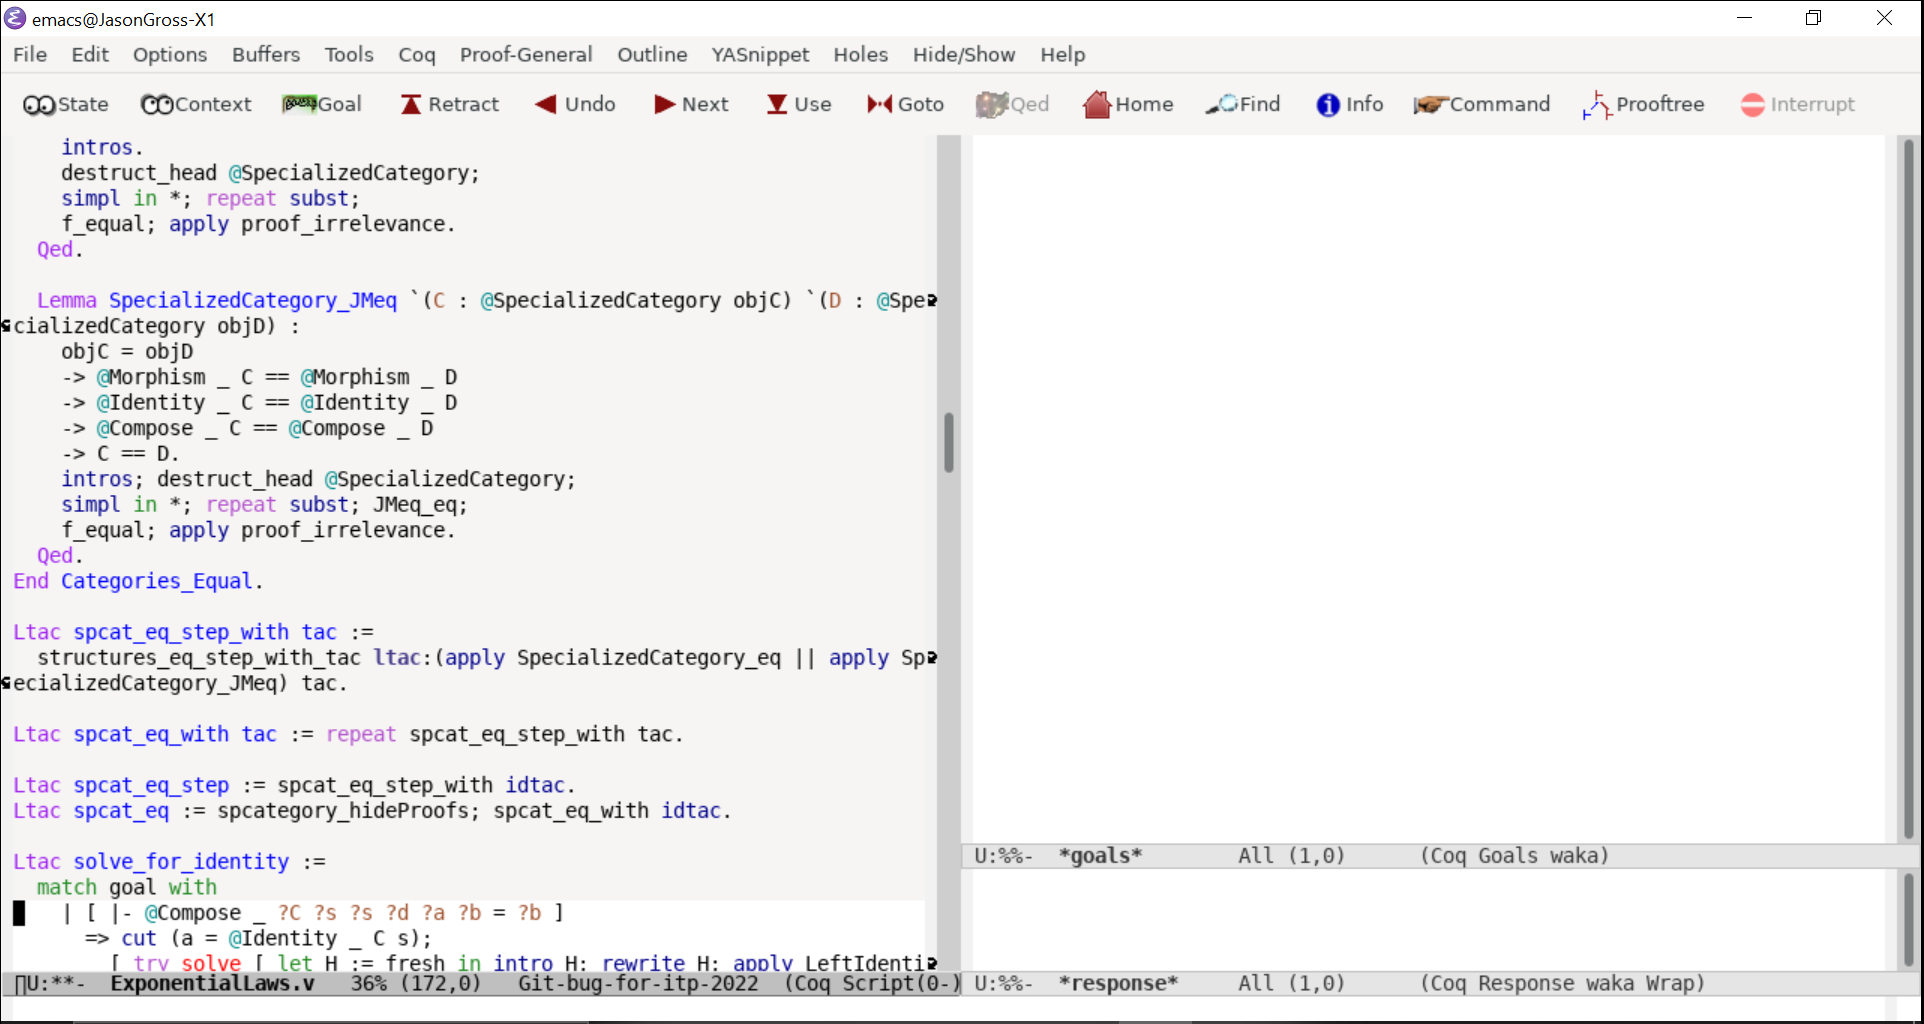 emacs@JasonGross-X1
File Edit Options Buffers Tools Coq Proof-General Outline YASnippet Holes Hide/Show Help
State Context Goal Retract Undo Next Use Goto Qed Home Find Info Command Prooftree Interrupt
intros.
destruct_head @SpecializedCategory;
simpl in *; repeat subst;
f_equal; apply proof_irrelevance.
Qed.
Lemma SpecializedCategory_JMeq `(C : @SpecializedCategory objC) `(D : @Spe
cializedCategory objD) :
objC = objD
-> @Morphism _ C == @Morphism _ D
-> @Identity _ C == @Identity _ D
-> @Compose _ C == @Compose _ D
-> C == D.
intros; destruct_head @SpecializedCategory;
simpl in *; repeat subst; JMeq_eq;
f_equal; apply proof_irrelevance.
Qed.
End Categories_Equal.
Ltac spcat_eq_step_with tac :=
structures_eq_step_with_tac ltac:(apply SpecializedCategory_eq || apply Sp
ecializedCategory_JMeq) tac.
Ltac spcat_eq_with tac := repeat spcat_eq_step_with tac.
Ltac spcat_eq_step := spcat_eq_step_with idtac.
Ltac spcat_eq := spcategory_hideProofs; spcat_eq_with idtac.
Ltac solve_for_identity :=
match goal with
| [ |- @Compose _ ?C ?s ?s ?d ?a ?b = ?b ]
=> cut (a = @Identity _ C s);
[ try solve [ let H := fresh in intro H; rewrite H; apply LeftIdenti
U:**- ExponentialLaws.v 36% (172,0) Git-bug-for-itp-2022 (Coq Script(0-)
U:%%- *goals* All (1,0) (Coq Goals waka)
U:%%- *response* All (1,0) (Coq Response waka Wrap)